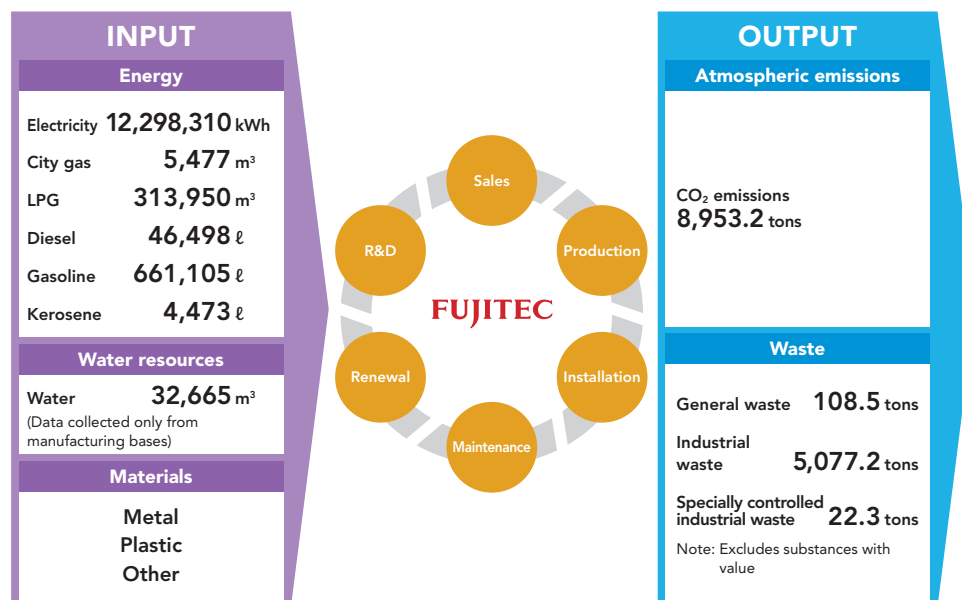 INPUT
Energy
Electricity 12,298,310 kWh
City gas 5,477 m³
LPG 313,950 m³
Diesel 46,498 ℓ
Gasoline 661,105 ℓ
Kerosene 4,473 ℓ
Water resources
Water 32,665 m³
(Data collected only from
manufacturing bases)
Materials
Metal
Plastic
Other
Sales
R&D
Production
FUJITEC
Renewal
Installation
Maintenance
OUTPUT
Atmospheric emissions
CO₂ emissions
8,953.2 tons
Waste
General waste 108.5 tons
Industrial
waste 5,077.2 tons
Specially controlled
industrial waste 22.3 tons
Note: Excludes substances with
value